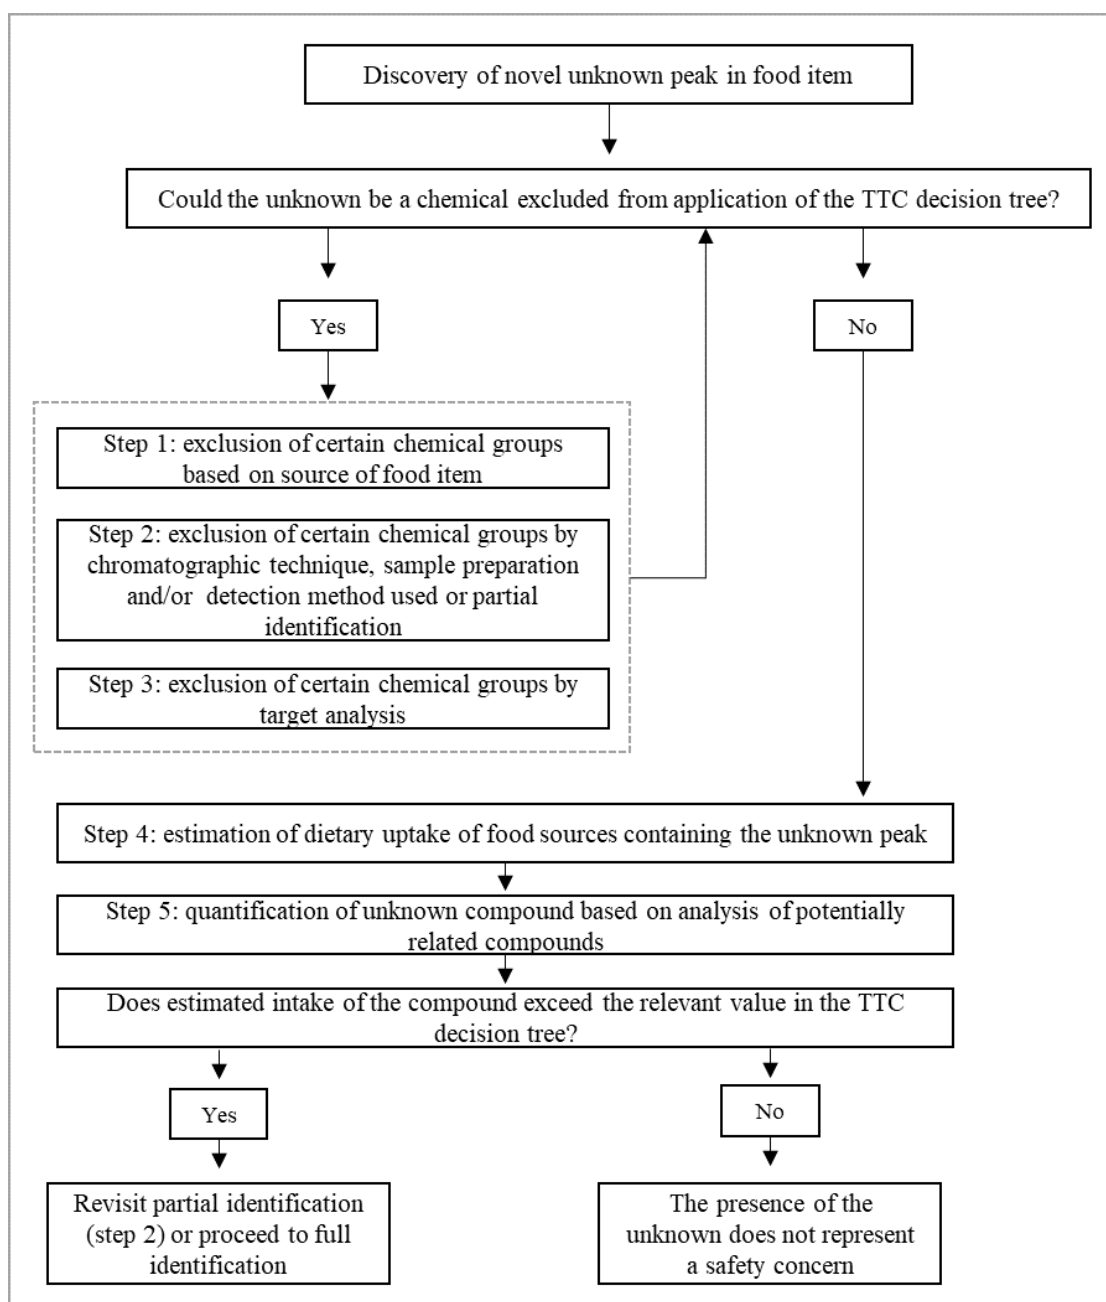 Discovery of novel unknown peak in food item
Could the unknown be a chemical excluded from application of the TTC decision tree?
Yes
No
Step 1: exclusion of certain chemical groups
based on source of food item
Step 2: exclusion of certain chemical groups by
chromatographic technique, sample preparation
and/or detection method used or partial
identification
Step 3: exclusion of certain chemical groups by
target analysis
Step 4: estimation of dietary uptake of food sources containing the unknown peak
Step 5: quantification of unknown compound based on analysis of potentially
related compounds
Does estimated intake of the compound exceed the relevant value in the TTC
decision tree?
Yes
No
Revisit partial identification
(step 2) or proceed to full
identification
The presence of the
unknown does not represent
a safety concern